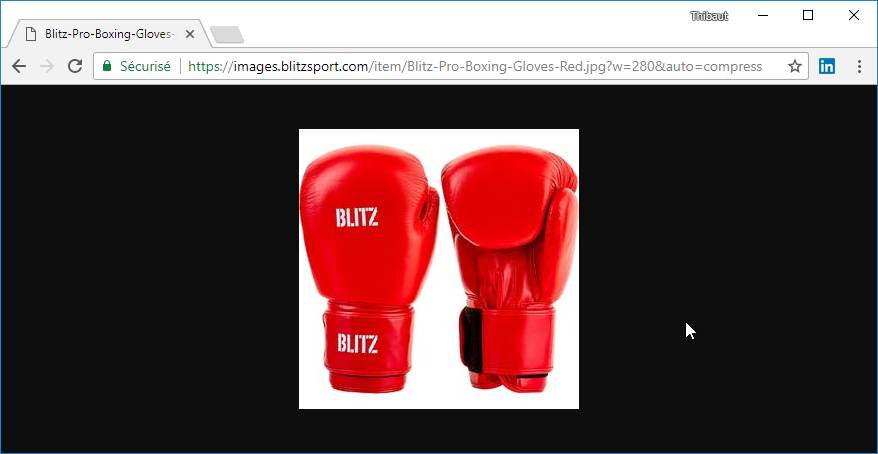 Thibaut
Blitz-Pro-Boxing-Gloves-
Sécurisé https://images.blitzsport.com/item/Blitz-Pro-Boxing-Gloves-Red.jpg?w=280&auto=compress
in
BLITZ
BLITZ